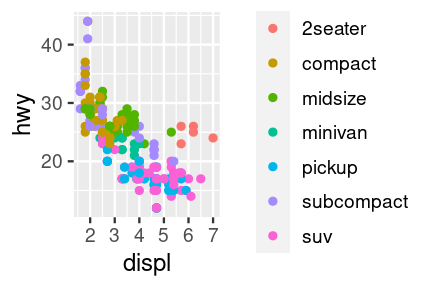 40
30
20
hwy
2 3 4 5 6 7
displ
2seater
compact
midsize
minivan
pickup
subcompact
suv